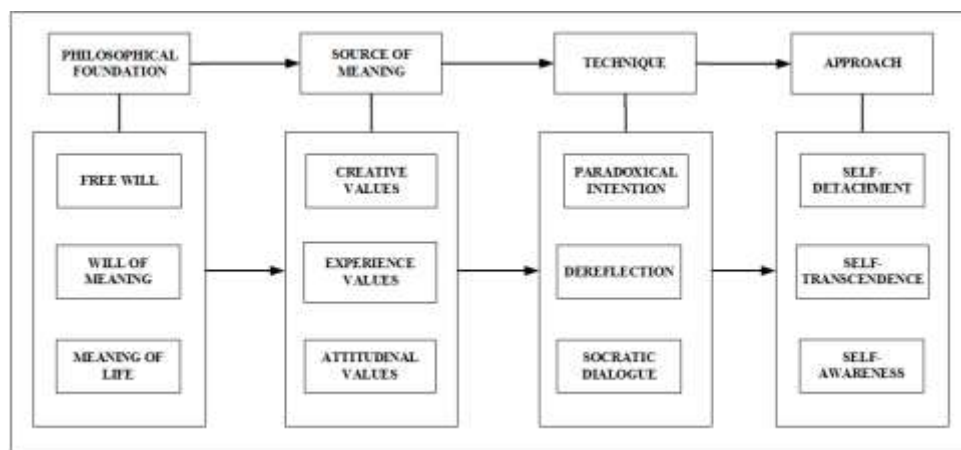 PHILOSOPHICAL
FOUNDATION
SOURCE OF
MEANING
TECHNIQUE
APPROACH
FREE WILL
WILL OF
MEANING
MEANING OF
LIFE
CREATIVE
VALUES
EXPERIENCE
VALUES
ATTITUDINAL
VALUES
PARADOXICAL
INTENTION
DEREFLECTION
SOCRATIC
DIALOGUE
SELF-
DETACHMENT
SELF-
TRANSCENDENCE
SELF-
AWARENESS